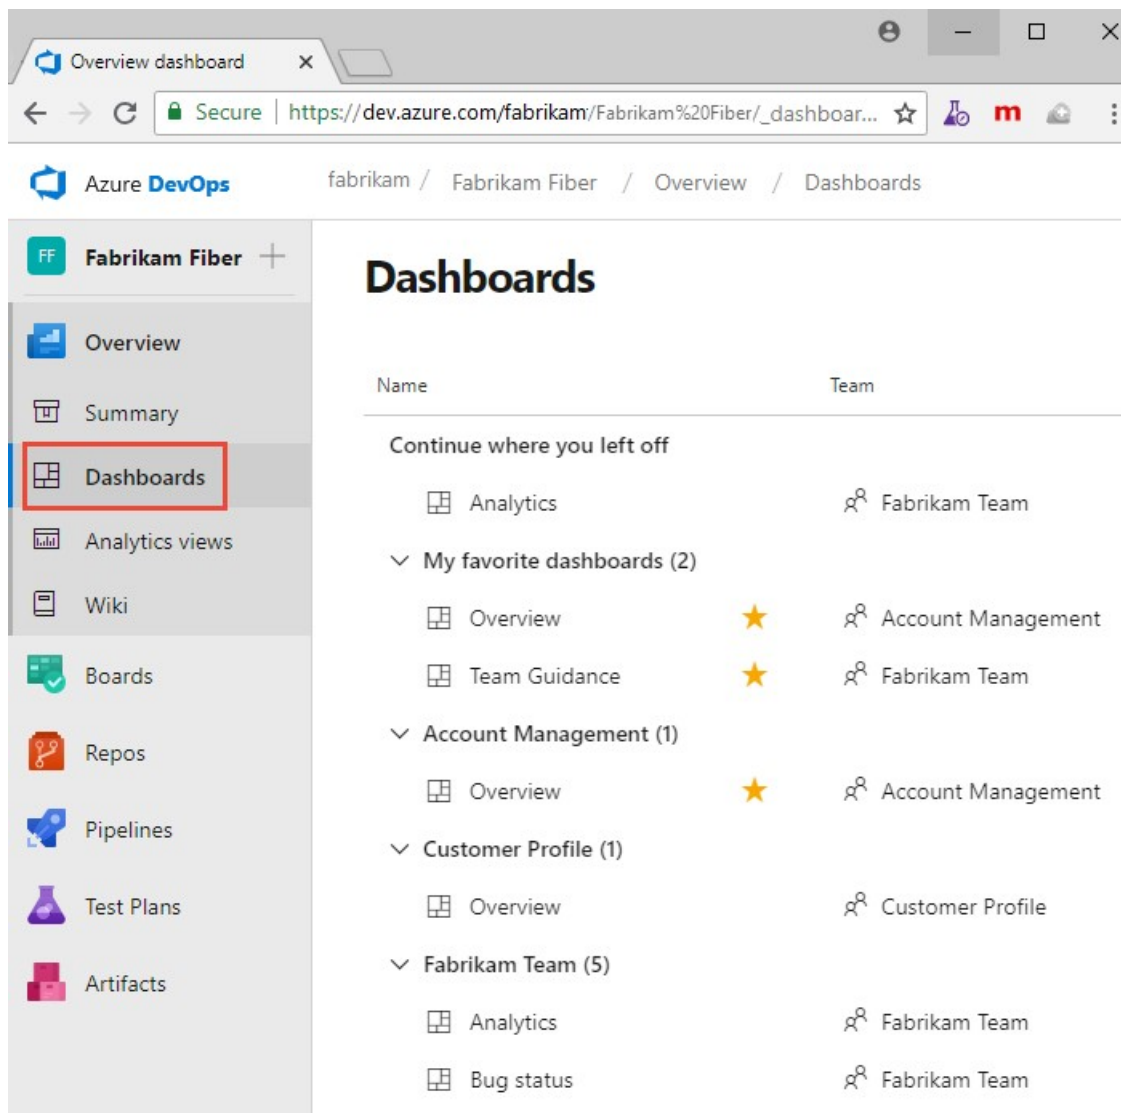 Overview dashboard
Secure https://dev.azure.com/fabrikam/Fabrikam%20Fiber/_dashboar...
m
Azure DevOps
fabrikam / Fabrikam Fiber / Overview / Dashboards
FF Fabrikam Fiber
Overview
Summary
Dashboards
Analytics views
Wiki
Boards
Repos
Pipelines
Test Plans
Artifacts
Dashboards
Name Team
Continue where you left off
Analytics Fabrikam Team
My favorite dashboards (2)
Overview Account Management
Team Guidance Fabrikam Team
Account Management (1)
Overview Account Management
Customer Profile (1)
Overview Customer Profile
Fabrikam Team (5)
Analytics Fabrikam Team
Bug status Fabrikam Team